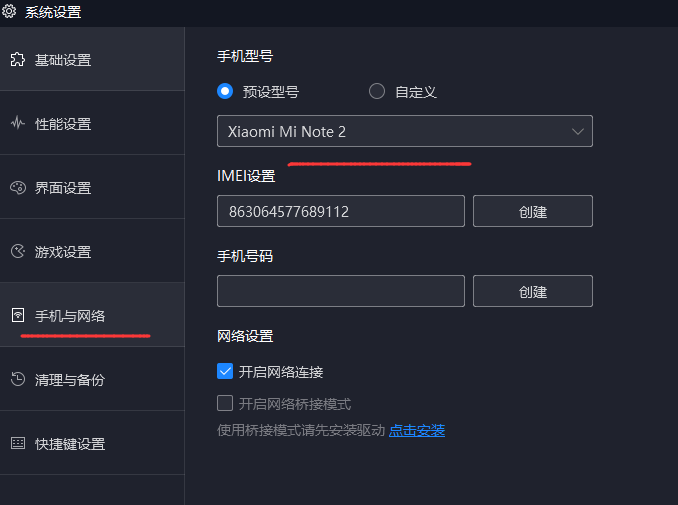 系统设置
基础设置
性能设置
界面设置
游戏设置
手机与网络
清理与备份
快捷键设置
手机型号
预设型号 自定义
Xiaomi Mi Note 2
IMEI设置
863064577689112 创建
手机号码
创建
网络设置
开启网络连接
开启网络桥接模式
使用桥接模式请先安装驱动 点击安装